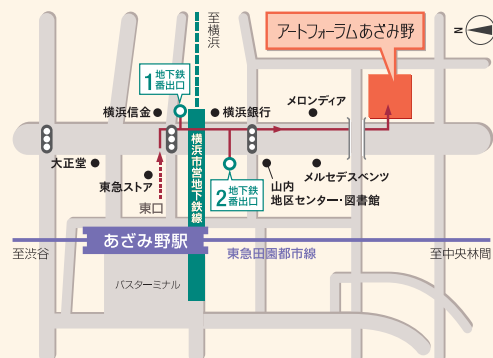 至横浜
アートフォーラムあざみ野
N
1 地下鉄
番出口
横浜信金
横浜銀行
メロンディア
大正堂
東急ストア
東口
横浜市営地下鉄線
2 地下鉄
番出口
山内
地区センター・図書館
メルセデスベンツ
あざみ野駅
至渋谷
東急田園都市線
至中央林間
バスターミナル